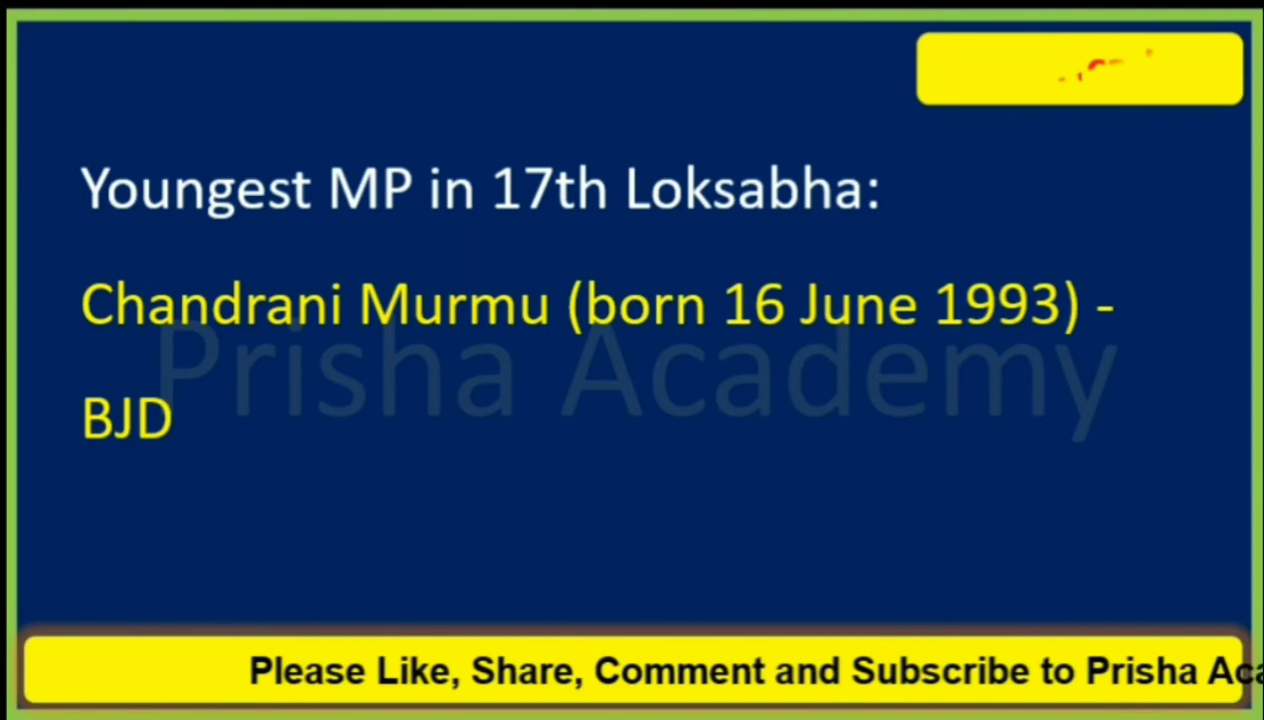 Youngest MP in 17th Loksabha:
Chandrani Murmu (born 16 June 1993) -
Prisha Academy
BJD
Please Like, Share, Comment and Subscribe to Prisha Aca